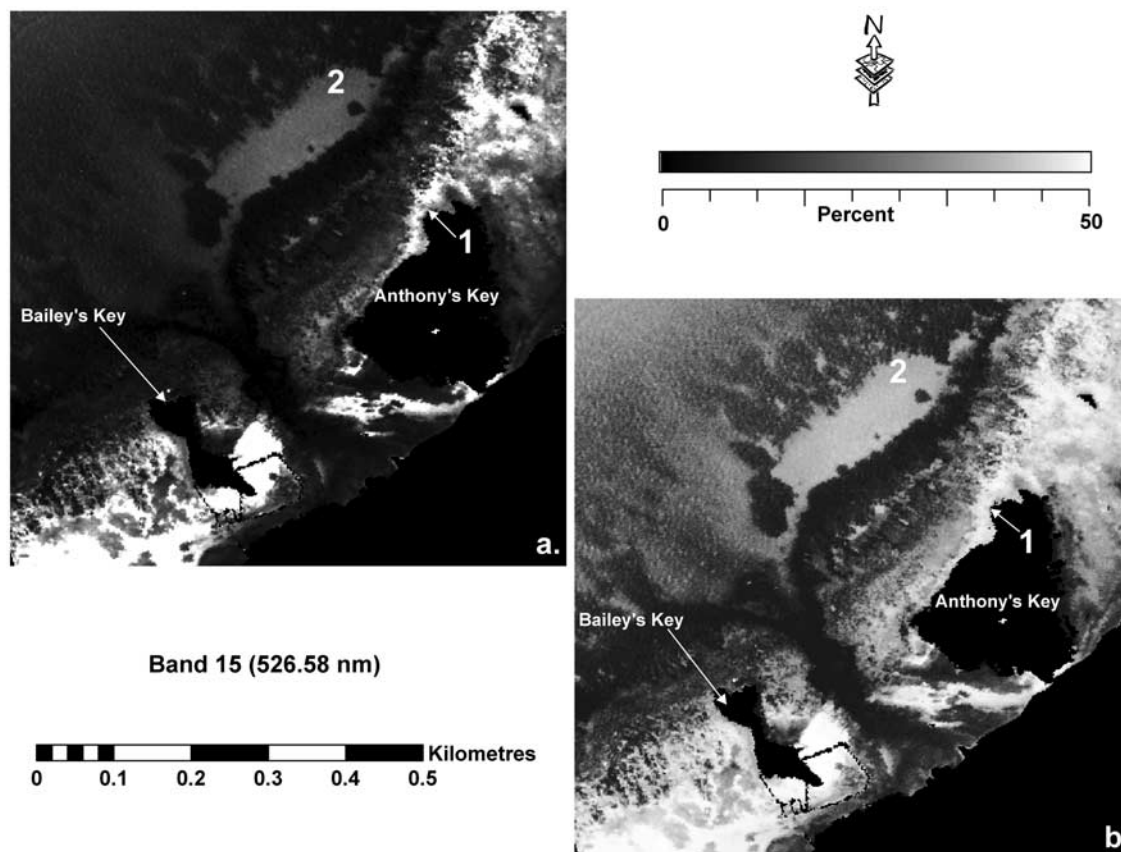 2
1
Anthony's Key
Bailey's Key
a.
N
Percent
0
50
2
1
Anthony's Key
Bailey's Key
b
Band 15 (526.58 nm)
Kilometres
0
0.1
0.2
0.3
0.4
0.5